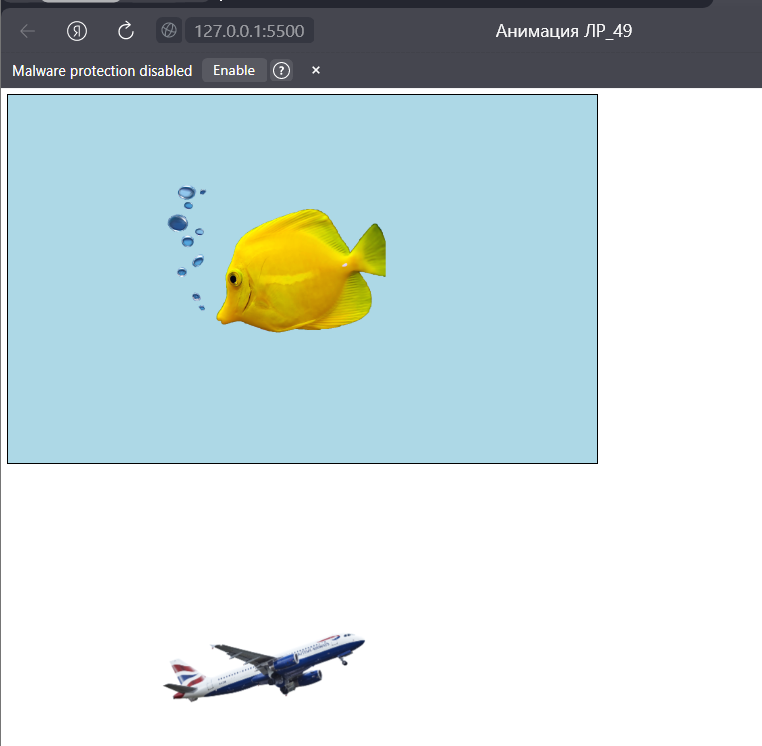 Я 127.0.0.1:5500 Анимация ЛР_49
Malware protection disabled Enable ? ×